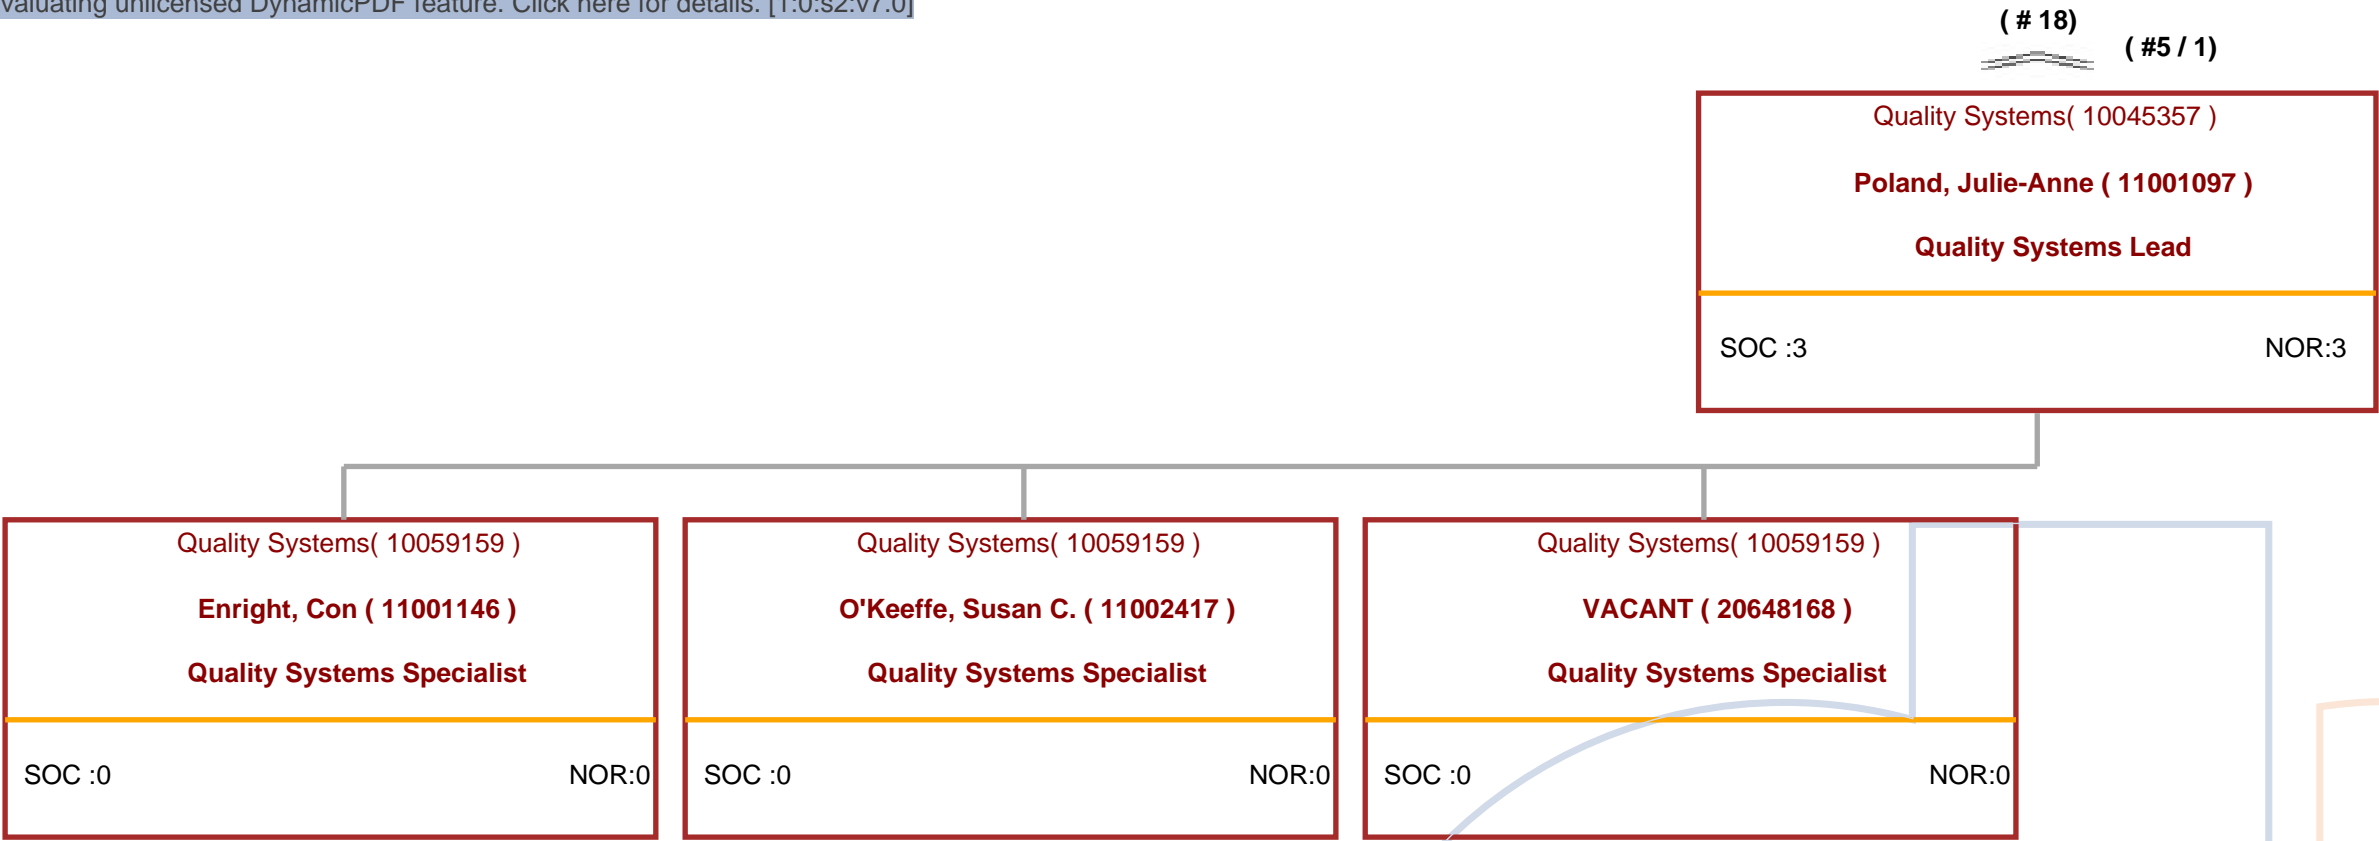 valuating unlicensed DynamicPDF feature. Click here for details. [1:0:s2:v7.0]
( # 18)
( #5 / 1)
Quality Systems( 10045357 )
Poland, Julie-Anne ( 11001097 )
Quality Systems Lead
SOC :3 NOR:3
Quality Systems( 10059159 )
Enright, Con ( 11001146 )
Quality Systems Specialist
SOC :0 NOR:0
Quality Systems( 10059159 )
O'Keeffe, Susan C. ( 11002417 )
Quality Systems Specialist
SOC :0 NOR:0
Quality Systems( 10059159 )
VACANT ( 20648168 )
Quality Systems Specialist
SOC :0 NOR:0